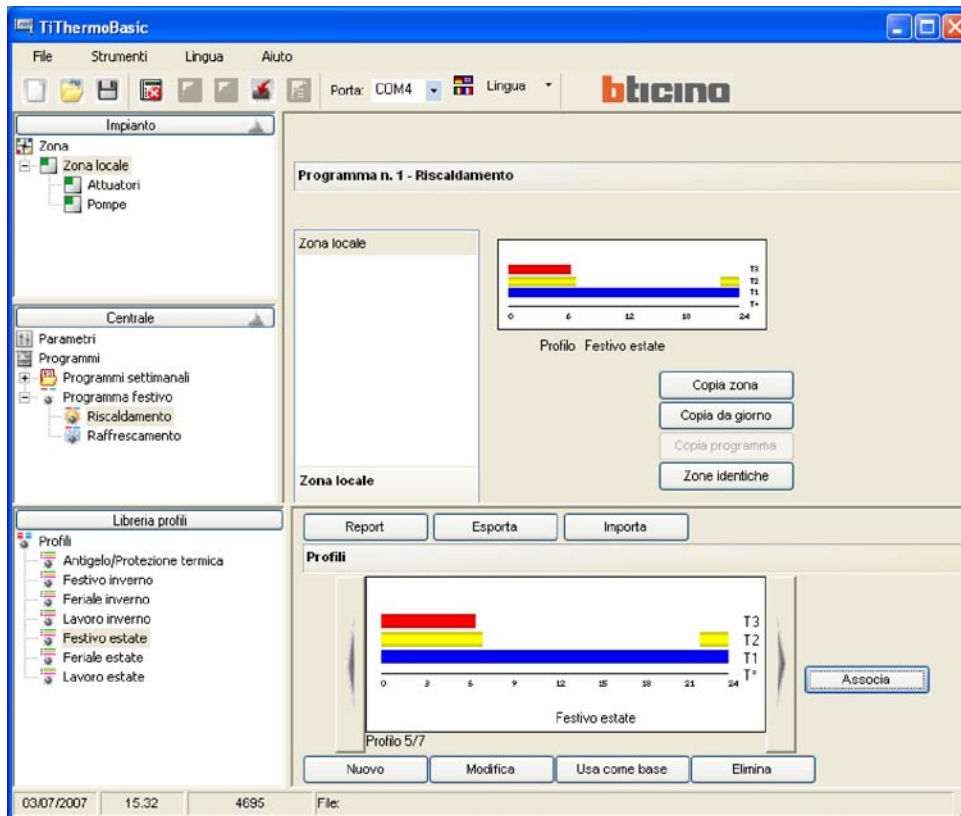 TiThermoBasic
File Strumenti Lingua Aiuto
Porta: COM4 Lingua bticino
Impianto
Zona
Zona locale
Attuatori
Pompe
Programma n. 1 - Riscaldamento
Zona locale
T3
T2
T1
T*
0 6 12 18 24
Profilo Festivo estate
Copia zona
Copia da giorno
Copia programma
Zone identiche
Zona locale
Centrale
Parametri
Programmi
Programmi settimanali
Programma festivo
Riscaldamento
Raffrescamento
Libreria profili
Profili
Antigelo/Protezione termica
Festivo inverno
Feriale inverno
Lavoro inverno
Festivo estate
Feriale estate
Lavoro estate
Report Esporta Importa
Profili
T3
T2
T1
T*
0 3 6 9 12 15 18 21 24
Festivo estate
Profilo 5/7
Associa
Nuovo Modifica Usa come base Elimina
03/07/2007 15.32 4695 File: